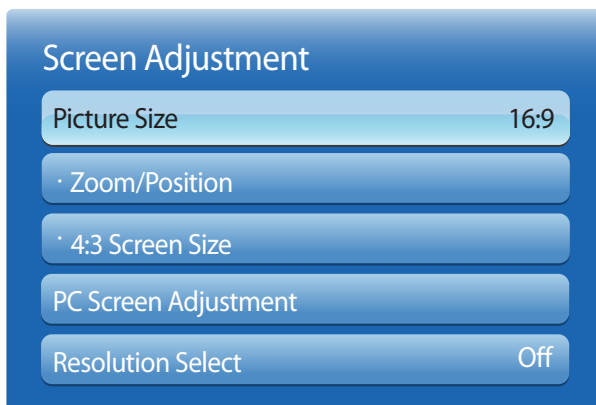 Screen Adjustment
Picture Size 16:9
· Zoom/Position
· 4:3 Screen Size
PC Screen Adjustment
Resolution Select Off